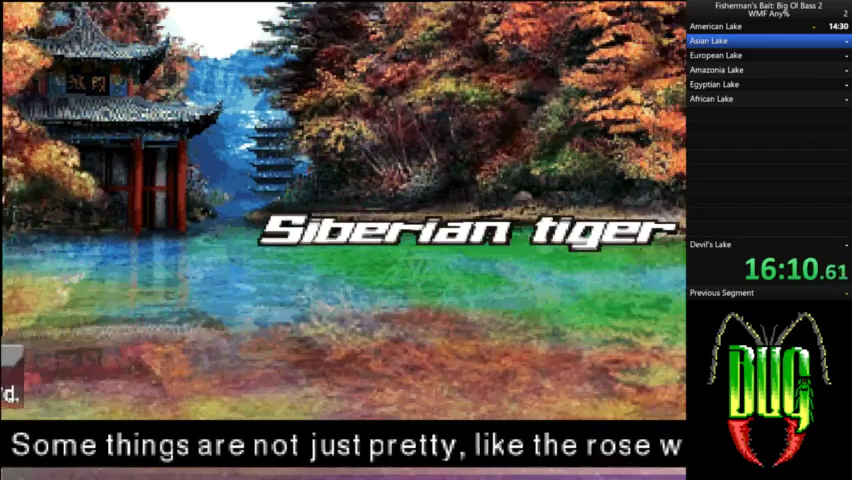 Fisherman's Bait: Big Ol Bass 2
WMF Any%
2
American Lake - 14:30
Asian Lake -
European Lake -
Amazonia Lake -
Egyptian Lake -
African Lake -
Siberian tiger
Devil's Lake -
16:10.61
Previous Segment -
'd,
Some things are not just pretty, like the rose w
BUG